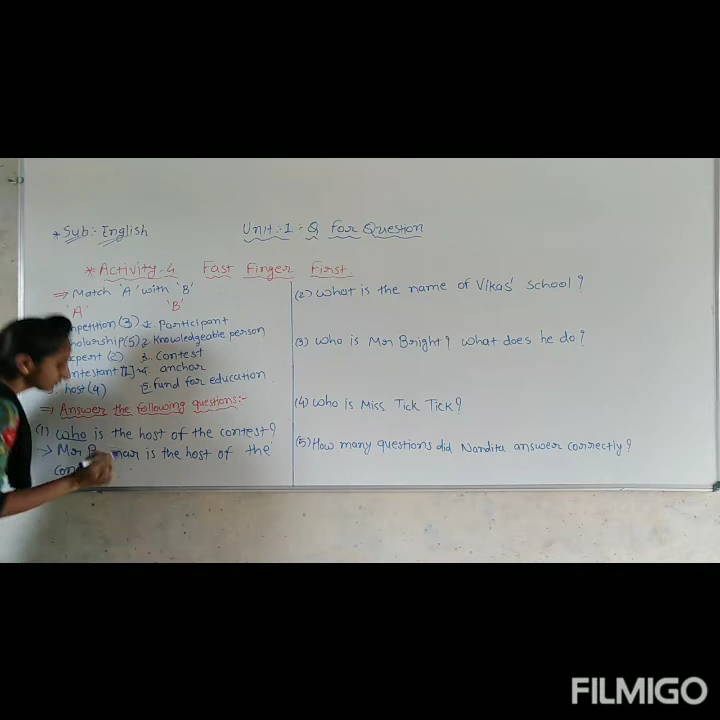 * Sub:- English
Unit:-1:- Q For Question
* Activity-4 Fast Finger First
⇒ Match 'A' with 'B'
'A' 'B'
(3) 1. Participant
(5) 2. Knowledgeable person
(2) 3. Contest
[1] 4. anchor
host (4) 5. Fund for education
⇒ Answer the following questions:-
(1) Who is the host of the contest?
→ Mr is the host of the
(2) What is the name of Vikas' School?
(3) Who is Mr Bright? What does he do?
(4) Who is Miss Tick Tick?
(5) How many questions did Nandita answer correctly?
FILMIGO